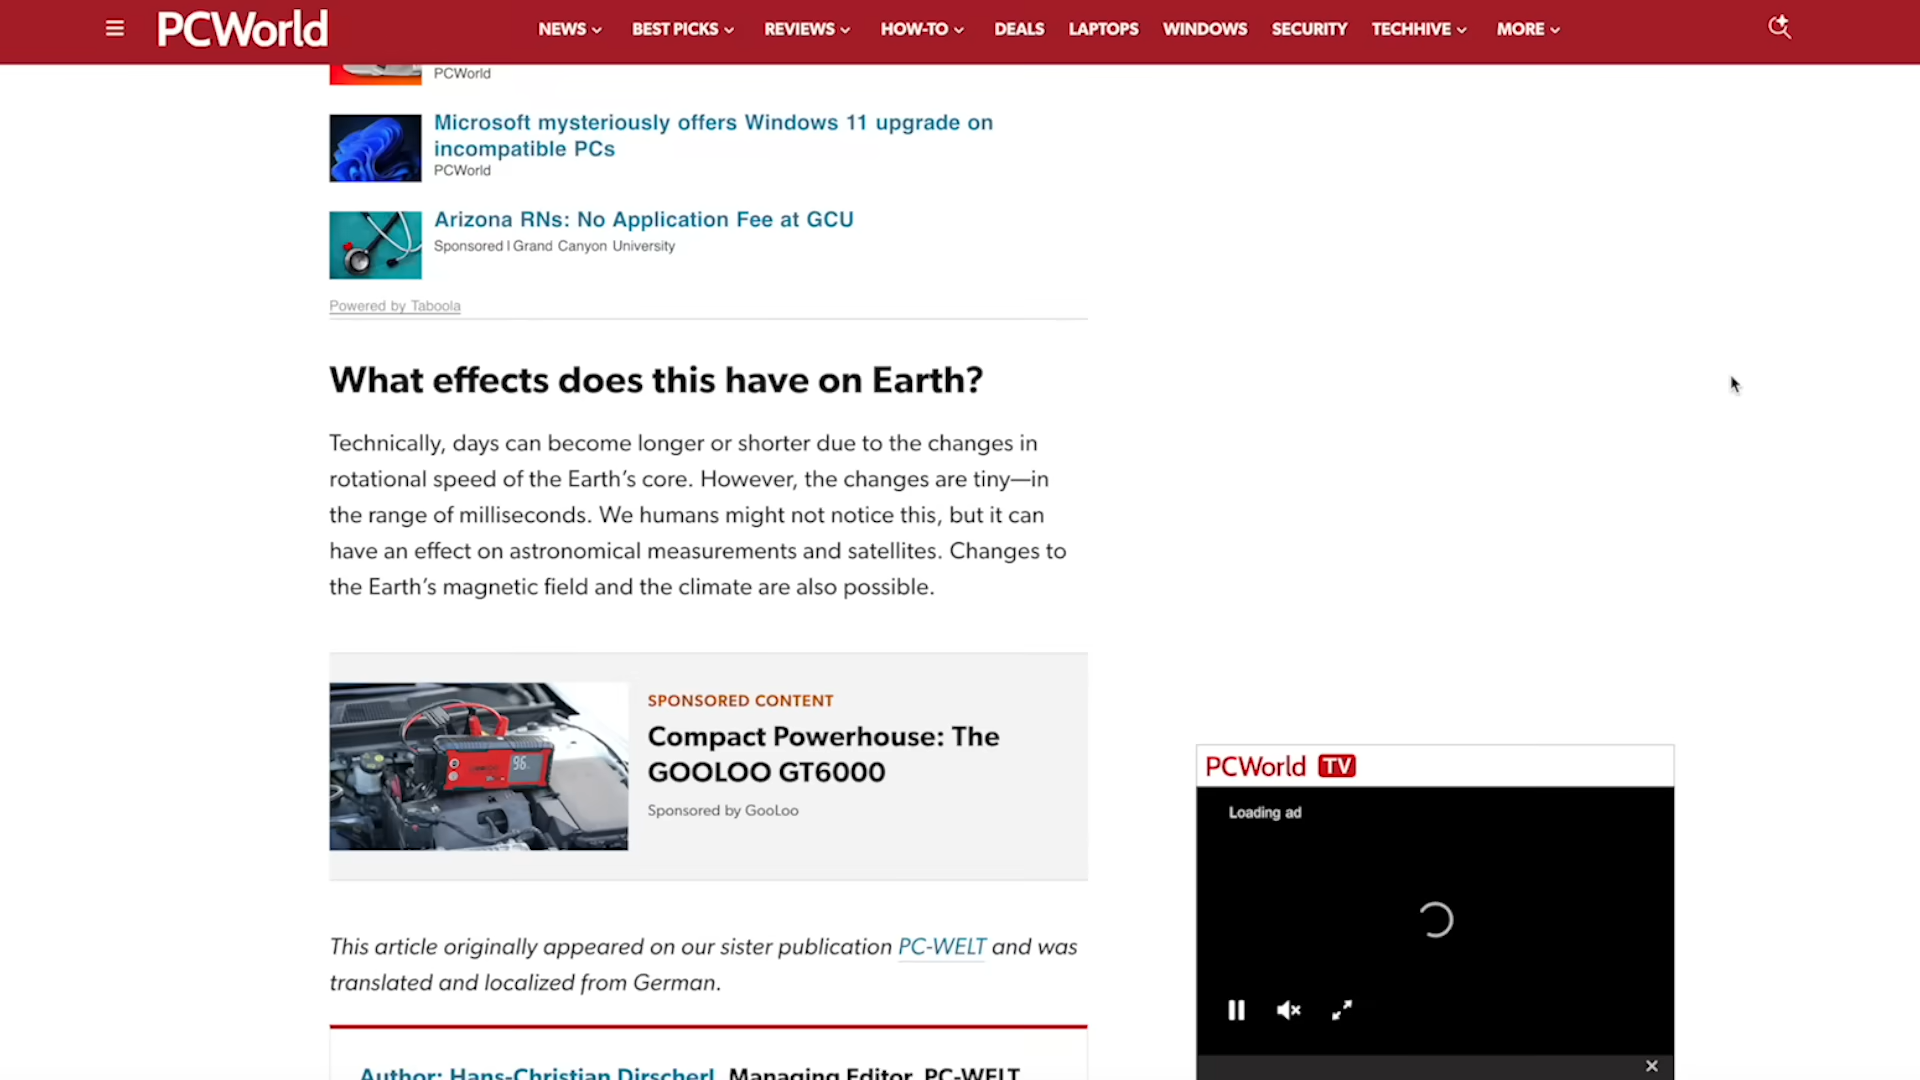 PCWorld
NEWS
BEST PICKS
REVIEWS
HOW-TO
DEALS
LAPTOPS
WINDOWS
SECURITY
TECHHIVE
MORE
PCWorld
Microsoft mysteriously offers Windows 11 upgrade on
incompatible PCs
PCWorld
Arizona RNs: No Application Fee at GCU
Sponsored | Grand Canyon University
Powered by Taboola
What effects does this have on Earth?
Technically, days can become longer or shorter due to the changes in
rotational speed of the Earth’s core. However, the changes are tiny—in
the range of milliseconds. We humans might not notice this, but it can
have an effect on astronomical measurements and satellites. Changes to
the Earth’s magnetic field and the climate are also possible.
96
SPONSORED CONTENT
Compact Powerhouse: The
GOOLOO GT6000
Sponsored by GooLoo
PCWorld TV
Loading ad
This article originally appeared on our sister publication PC-WELT and was
translated and localized from German.
Author: Hans-Christian Dirscherl, Managing Editor, PC-WELT